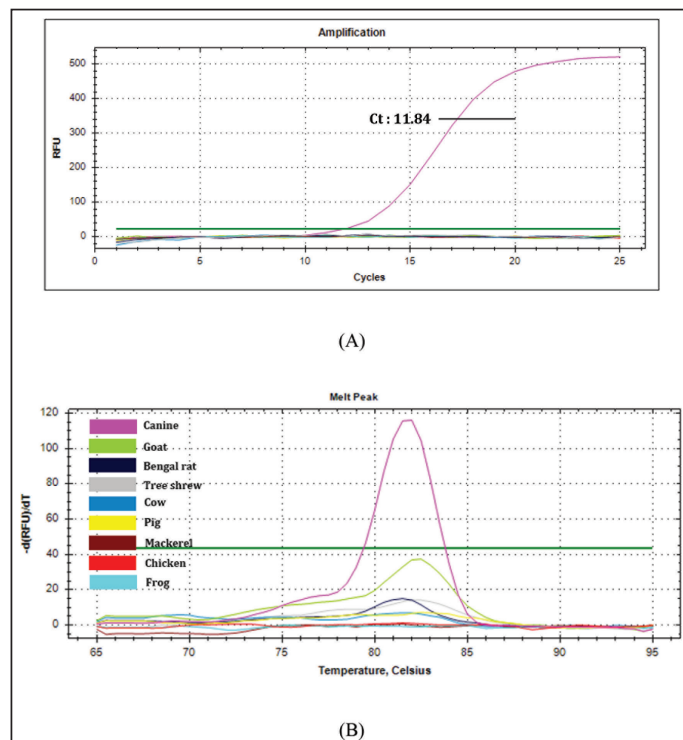 Amplification
500
400
300
200
100
0
RFU
Ct : 11.84
0 5 10 15 20 25
Cycles
(A)
Melt Peak
120
100
80
60
40
20
0
-d(RFU)/dT
Canine
Goat
Bengal rat
Tree shrew
Cow
Pig
Mackerel
Chicken
Frog
65 70 75 80 85 90 95
Temperature, Celsius
(B)